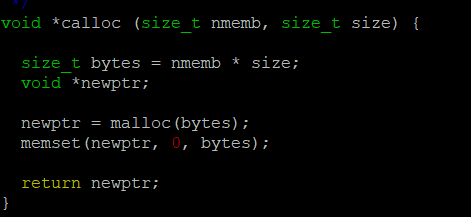 */
void *calloc (size_t nmemb, size_t size) {
size_t bytes = nmemb * size;
void *newptr;
newptr = malloc(bytes);
memset(newptr, 0, bytes);
return newptr;
}